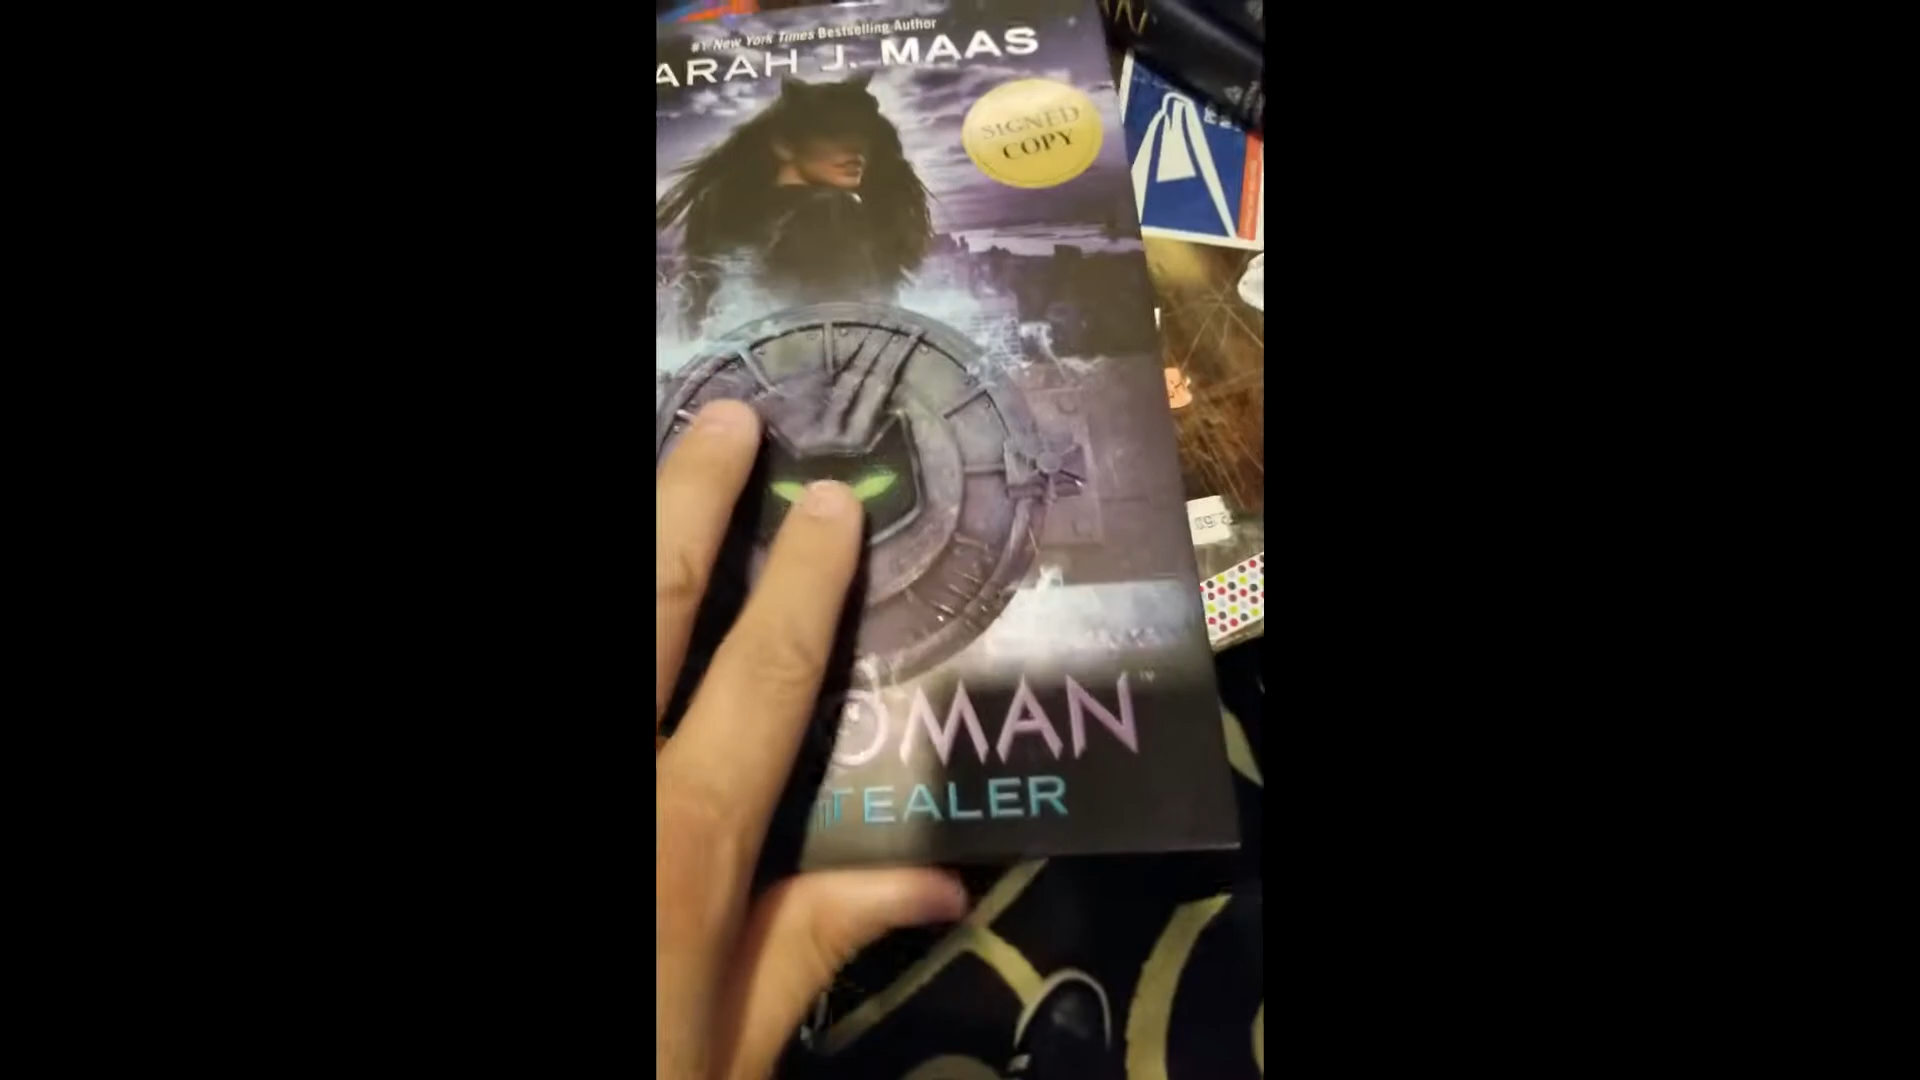 #1 New York Times Bestselling Author
ARAH J. MAAS
SIGNED
COPY
OMAN
TEALER